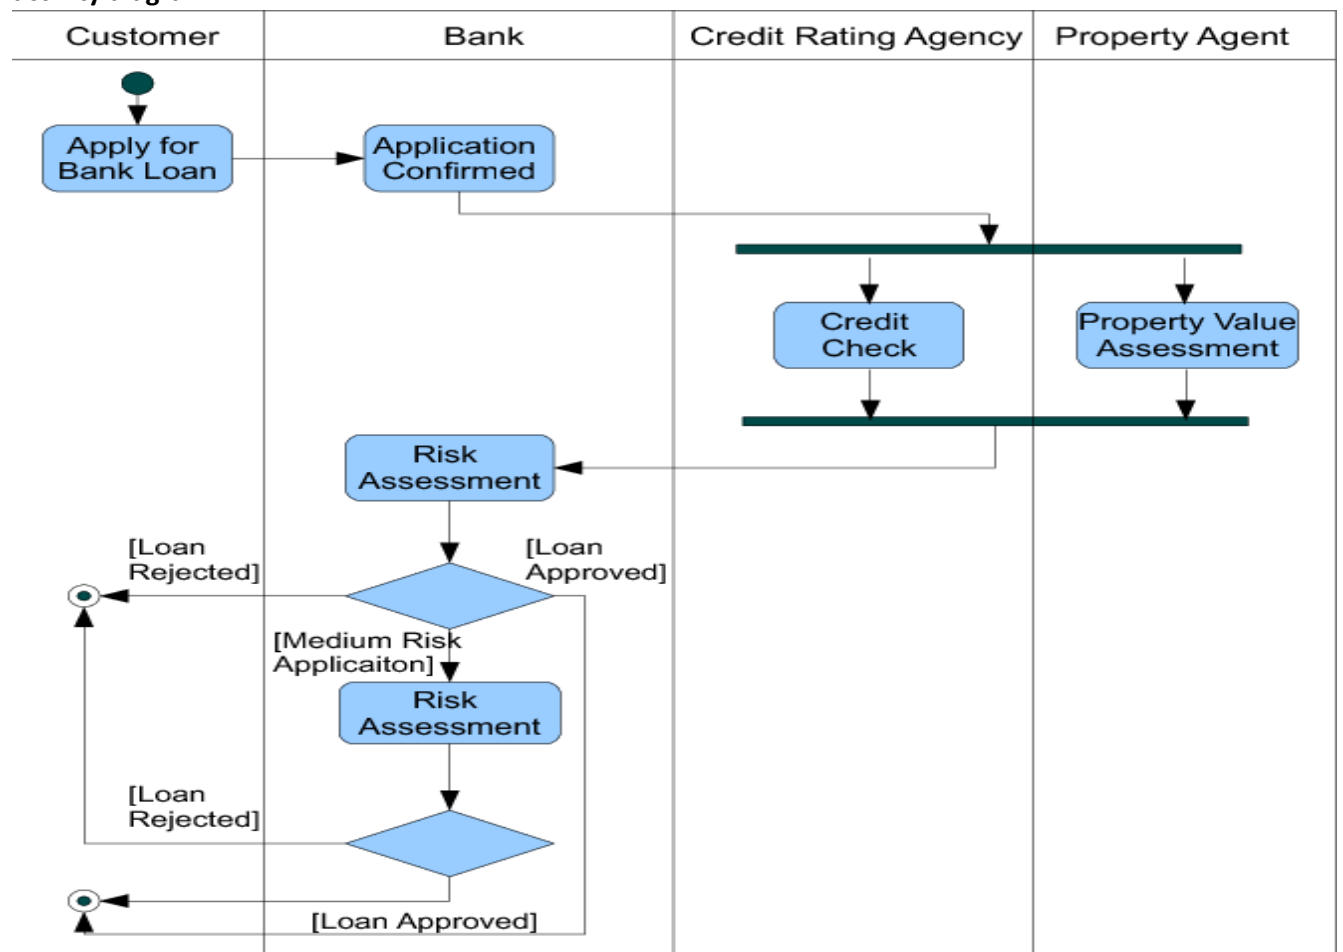 Customer
Bank
Credit Rating Agency
Property Agent
Apply for
Bank Loan
Application
Confirmed
Credit
Check
Property Value
Assessment
Risk
Assessment
[Loan
Rejected]
[Loan
Approved]
[Medium Risk
Applicaiton]
Risk
Assessment
[Loan
Rejected]
[Loan Approved]